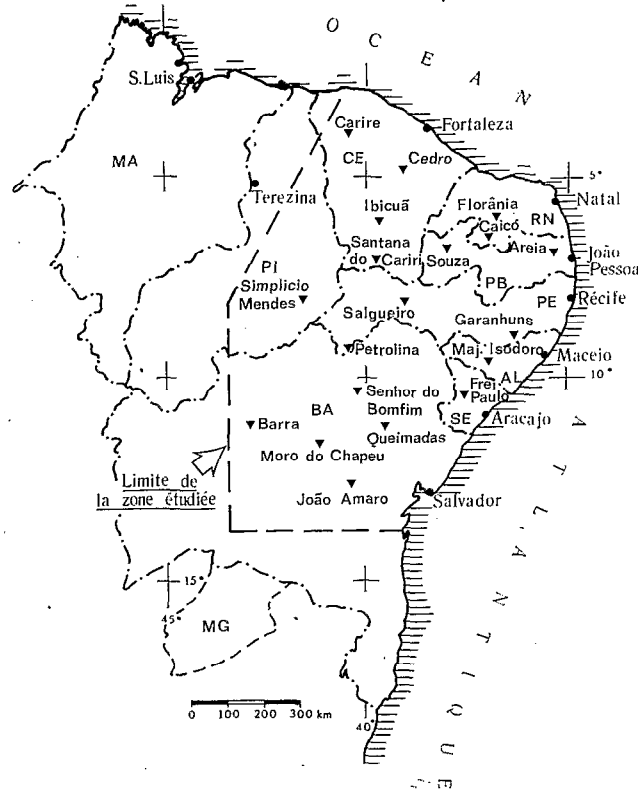 OCEAN
S.Luis
Carire
Fortaleza
MA
CE
Cedro
5°
Terezina
Ibicuã
Florânia
Natal
RN
Caicó
Santana
do Cariri
Souza
Areia
João
Pessoa
PI
Simplicio
Mendes
PB
PE
Récife
Salgueiro
Garanhuns
Petrolina
Maj. Isodoro
Maceio
10°
AL
Senhor do
Bomfim
Frei
Paulo
BA
SE
Aracajo
Barra
Queimadas
Moro do Chapeu
Limite de
la zone étudiée
João Amaro
Salvador
ATLANTIQUE
15°
45°
MG
0 100 200 300 km
40°